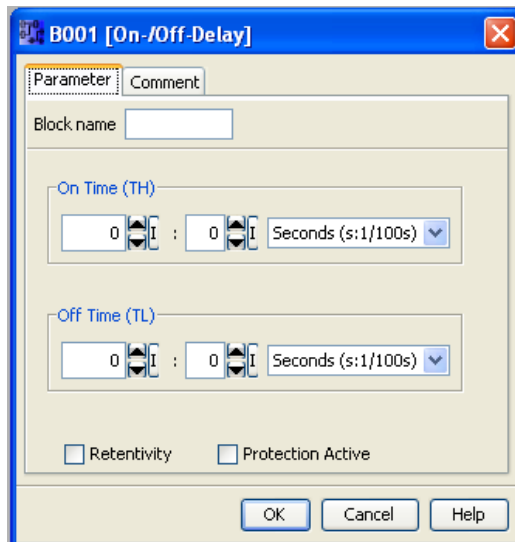 B001 [On-/Off-Delay]
Parameter Comment
Block name
On Time (TH)
0 : 0 Seconds (s:1/100s)
Off Time (TL)
0 : 0 Seconds (s:1/100s)
Retentivity Protection Active
OK Cancel Help